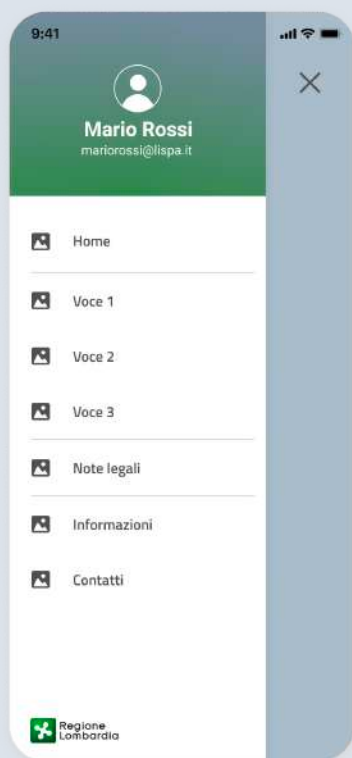 9:41
Mario Rossi
mariorossi@lispa.it
Home
Voce 1
Voce 2
Voce 3
Note legali
Informazioni
Contatti
Regione
Lombardia